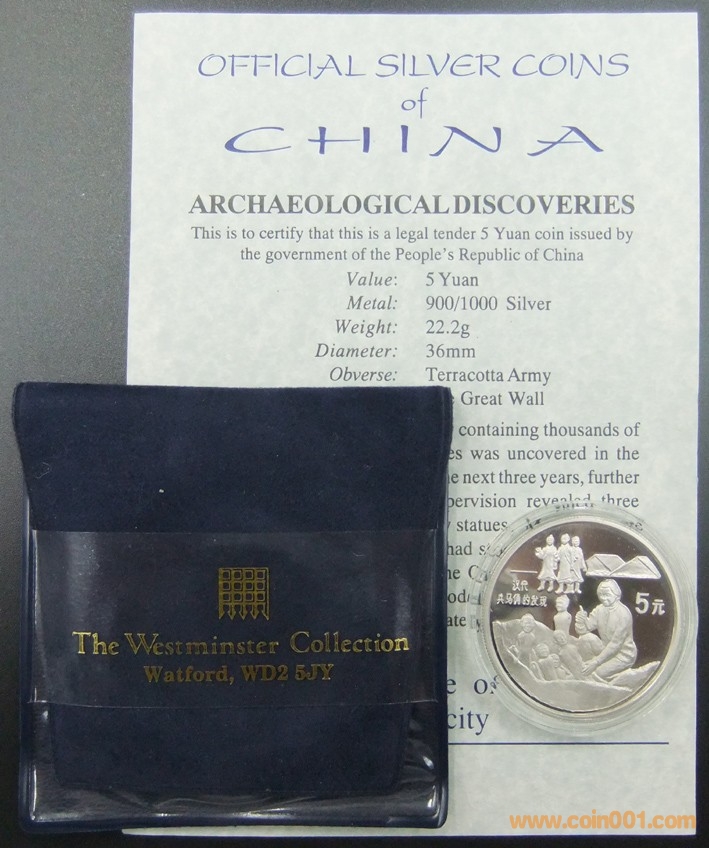 OFFICIAL SILVER COINS
of
CHINA
ARCHAEOLOGICAL DISCOVERIES
This is to certify that this is a legal tender 5 Yuan coin issued by
the government of the People's Republic of China
Value: 5 Yuan
Metal: 900/1000 Silver
Weight: 22.2g
Diameter: 36mm
Obverse: Terracotta Army
Great Wall
containing thousands of
was uncovered in the
next three years, further
revealed three
statues.
had
of
The Westminster Collection
Watford, WD2 5JY
汉代
兵马俑的发现
5元
www.coin001.com